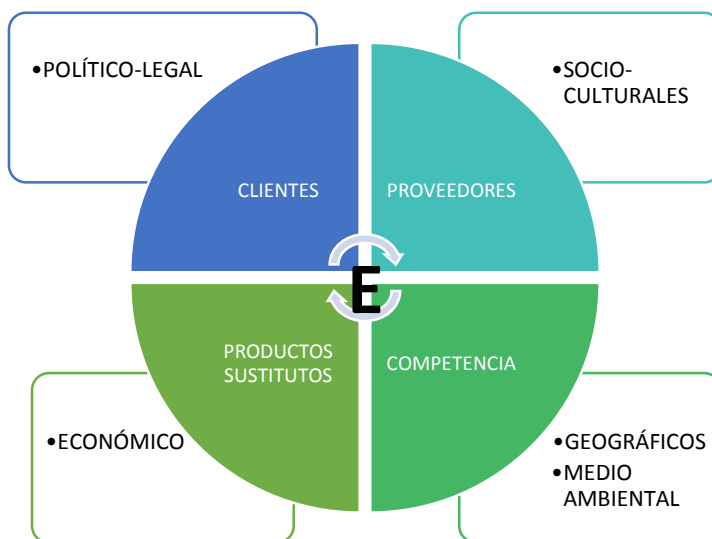 •POLÍTICO-LEGAL
•SOCIO-
CULTURALES
CLIENTES
PROVEEDORES
E
PRODUCTOS
SUSTITUTOS
COMPETENCIA
•ECONÓMICO
•GEOGRÁFICOS
•MEDIO
AMBIENTAL